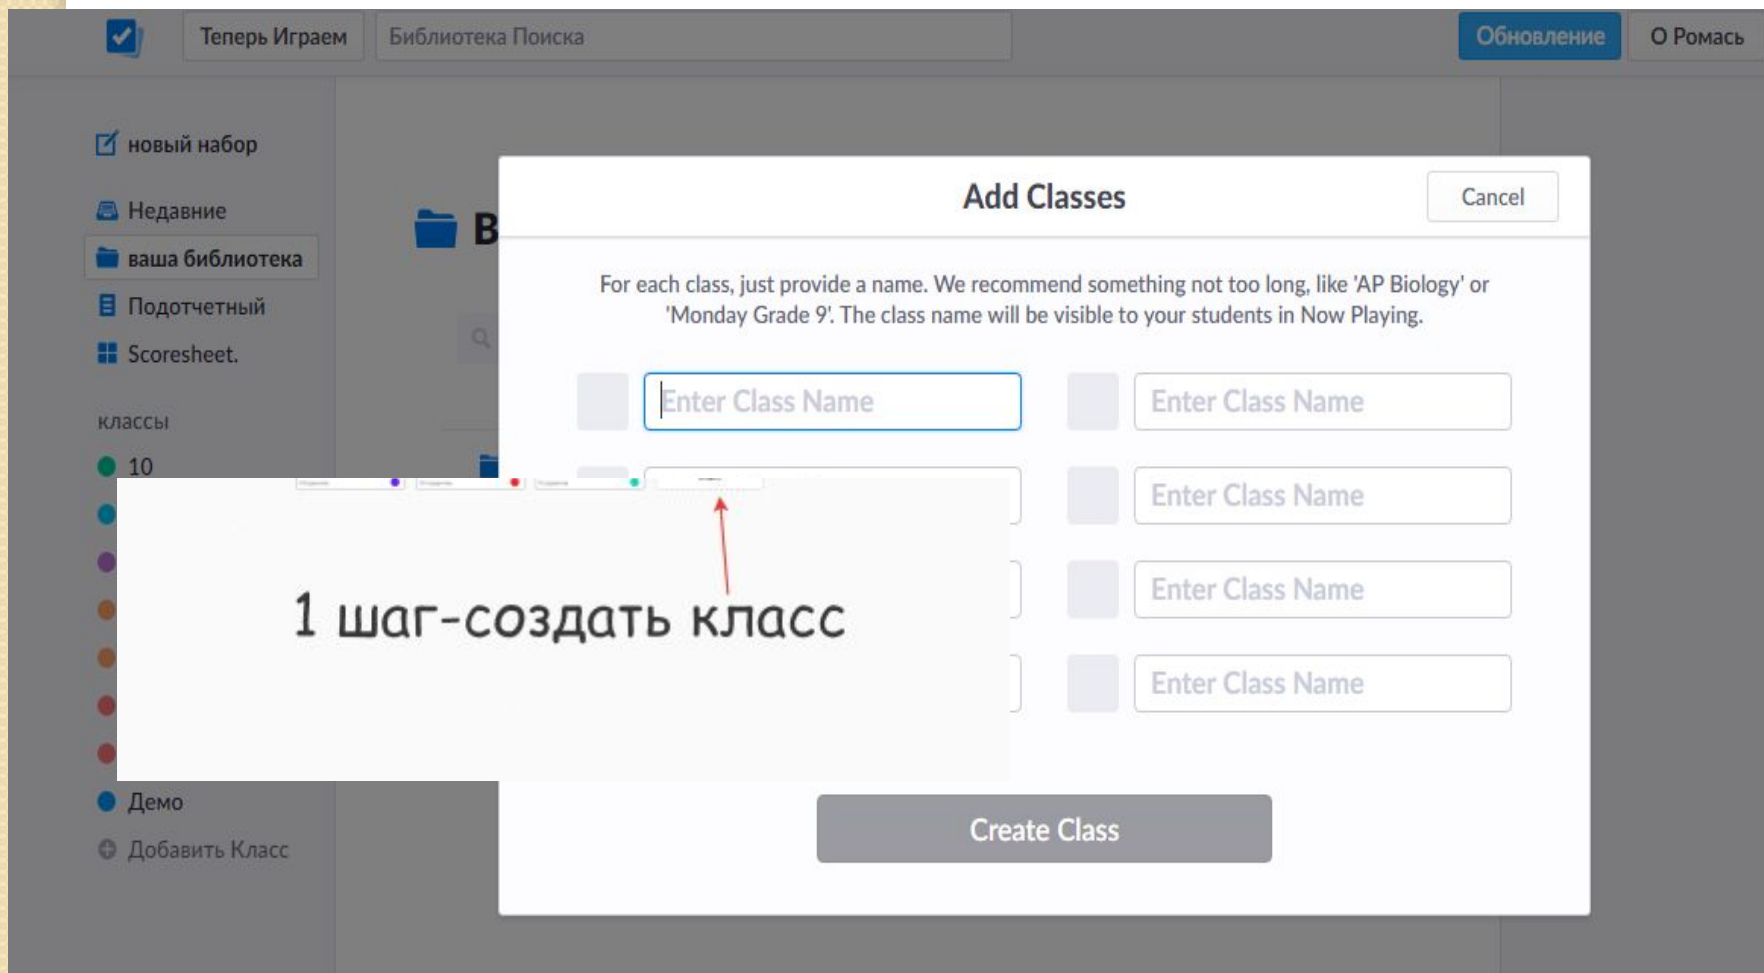 Теперь Играем
Библиотека Поиска
Обновление
О Ромась
новый набор
Недавние
ваша библиотека
Подотчетный
Scoresheet.
классы
10
Демо
Добавить Класс
В
Add Classes
Cancel
For each class, just provide a name. We recommend something not too long, like 'AP Biology' or
'Monday Grade 9'. The class name will be visible to your students in Now Playing.
Enter Class Name
Enter Class Name
Enter Class Name
Enter Class Name
Enter Class Name
1 шаг-создать класс
Create Class